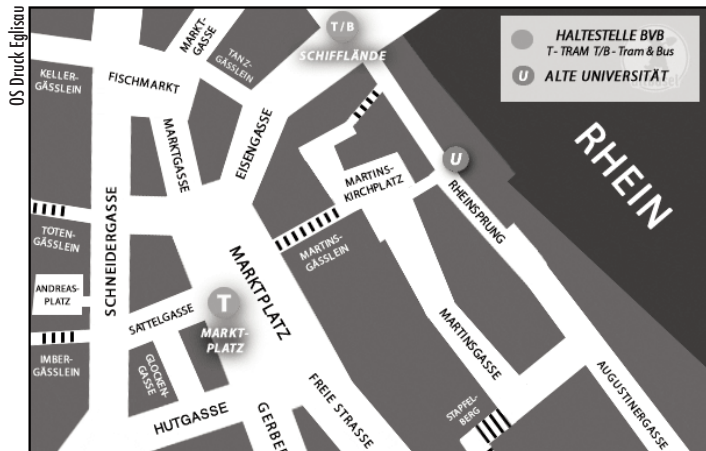 OS Druck Eglisau
T/B
SCHIFFLÄNDE
HALTESTELLE BVB
T - TRAM T/B - Tram & Bus
U
ALTE UNIVERSITÄT
MARKT-
GASSE
TANZ-
GÄSSLEIN
KELLER-
GÄSSLEIN
FISCHMARKT
MARKTGASSE
EISENGASSE
RHEIN
U
MARTINS-
KIRCHPLATZ
RHEINSPRUNG
TOTEN-
GÄSSLEIN
SCHNEIDERGASSE
MARTINS-
GÄSSLEIN
MARKTPLATZ
ANDREAS-
PLATZ
T
MARKT-
PLATZ
SATTELGASSE
IMBER-
GÄSSLEIN
GLOCKEN-
GASSE
MARTINSGASSE
HUTGASSE
GERBER
FREIE STRASSE
STAPFEL-
BERG
AUGUSTINERGASSE